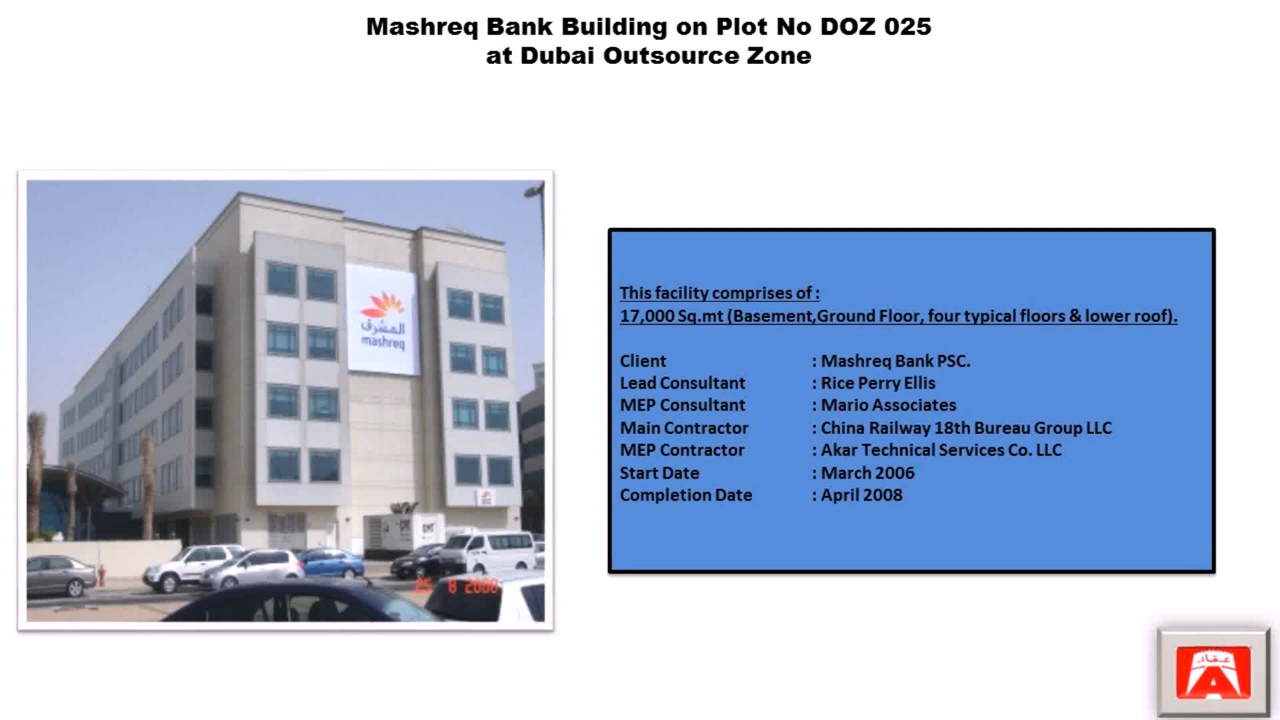 Mashreq Bank Building on Plot No DOZ 025
at Dubai Outsource Zone
المشرق
mashreq
25 8 2008
This facility comprises of :
17,000 Sq.mt (Basement,Ground Floor, four typical floors & lower roof).
Client : Mashreq Bank PSC.
Lead Consultant : Rice Perry Ellis
MEP Consultant : Mario Associates
Main Contractor : China Railway 18th Bureau Group LLC
MEP Contractor : Akar Technical Services Co. LLC
Start Date : March 2006
Completion Date : April 2008
عقار